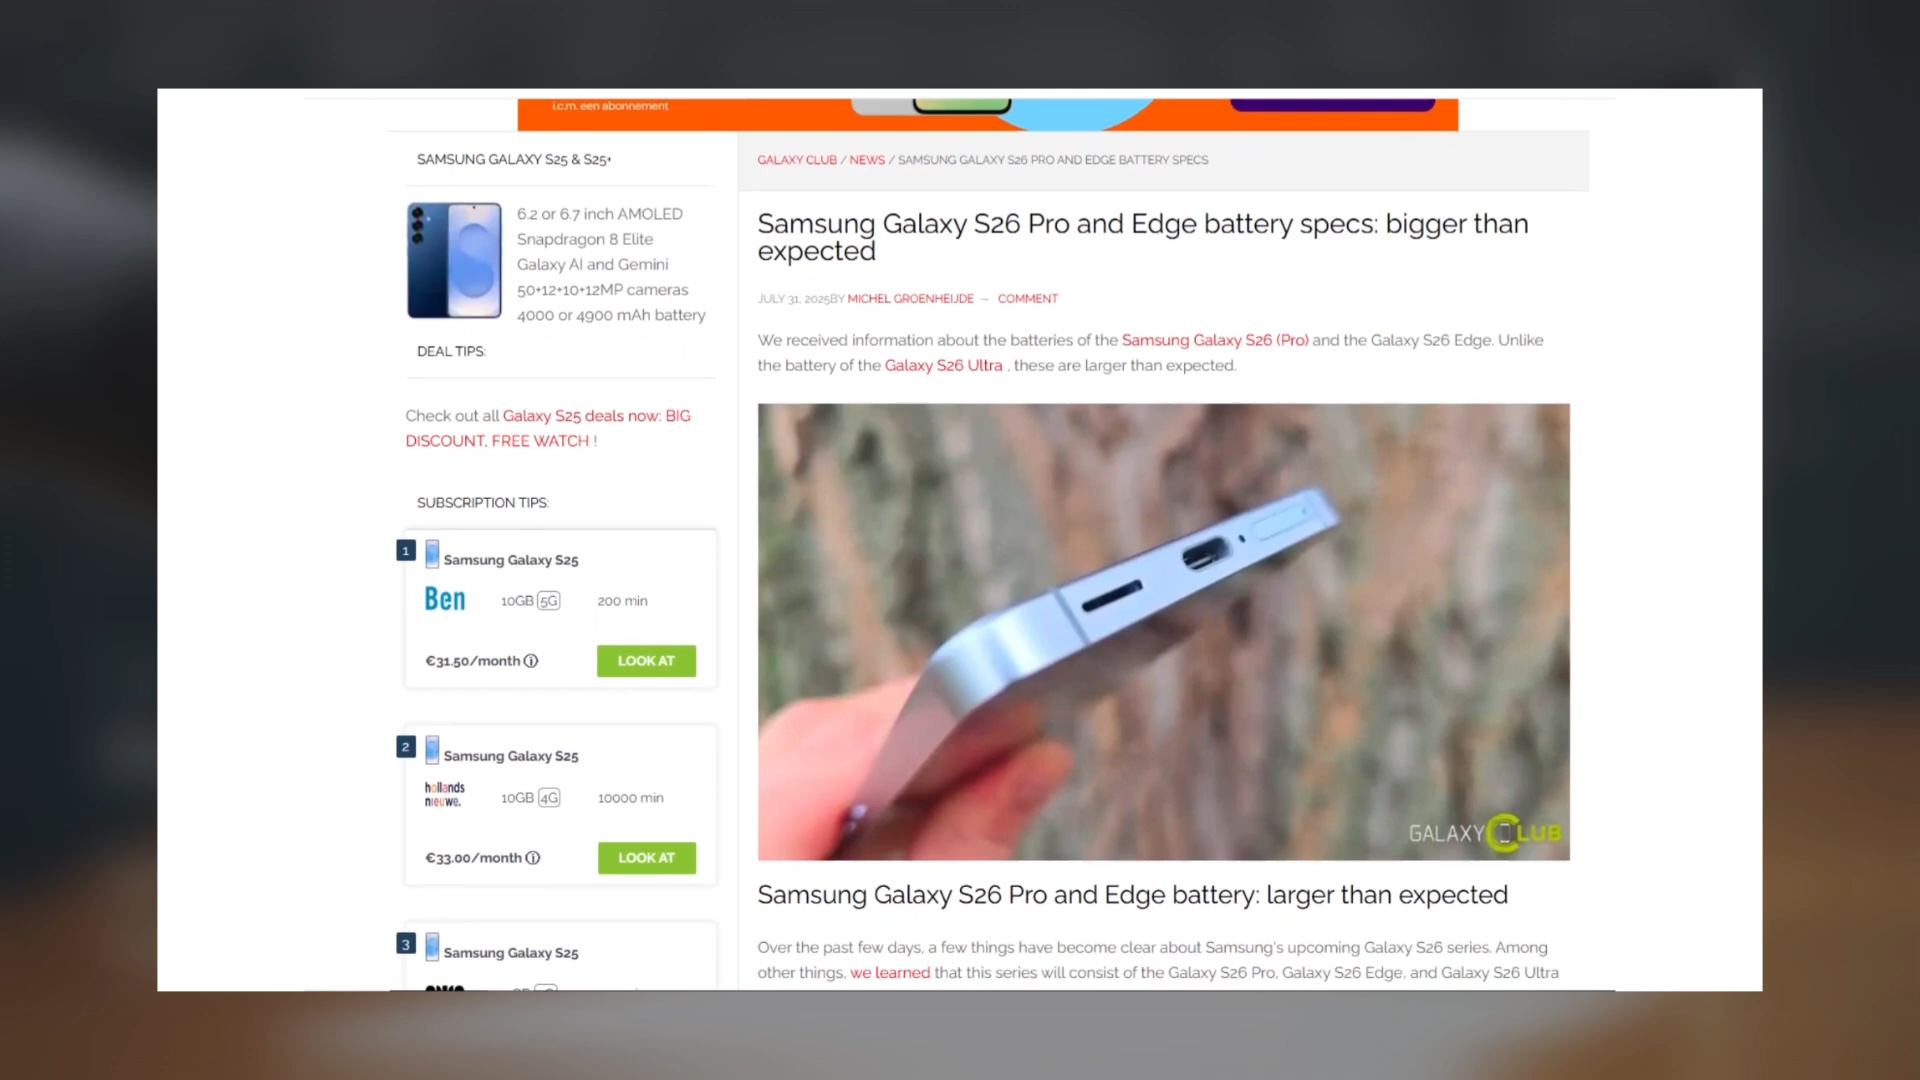 i.c.m. een abonnement
SAMSUNG GALAXY S25 & S25+
6.2 or 6.7 inch AMOLED
Snapdragon 8 Elite
Galaxy AI and Gemini
50+12+10+12MP cameras
4000 or 4900 mAh battery
DEAL TIPS:
Check out all Galaxy S25 deals now: BIG
DISCOUNT, FREE WATCH !
SUBSCRIPTION TIPS:
1
Samsung Galaxy S25
Ben
10GB 5G 200 min
€31.50/month
LOOK AT
2
Samsung Galaxy S25
hollands
nieuwe.
10GB 4G 10000 min
€33.00/month
LOOK AT
3
Samsung Galaxy S25
GALAXY CLUB / NEWS / SAMSUNG GALAXY S26 PRO AND EDGE BATTERY SPECS
Samsung Galaxy S26 Pro and Edge battery specs: bigger than
expected
JULY 31, 2025BY MICHEL GROENHEIJDE — COMMENT
We received information about the batteries of the Samsung Galaxy S26 (Pro) and the Galaxy S26 Edge. Unlike
the battery of the Galaxy S26 Ultra , these are larger than expected.
GALAXY CLUB
Samsung Galaxy S26 Pro and Edge battery: larger than expected
Over the past few days, a few things have become clear about Samsung's upcoming Galaxy S26 series. Among
other things, we learned that this series will consist of the Galaxy S26 Pro, Galaxy S26 Edge, and Galaxy S26 Ultra